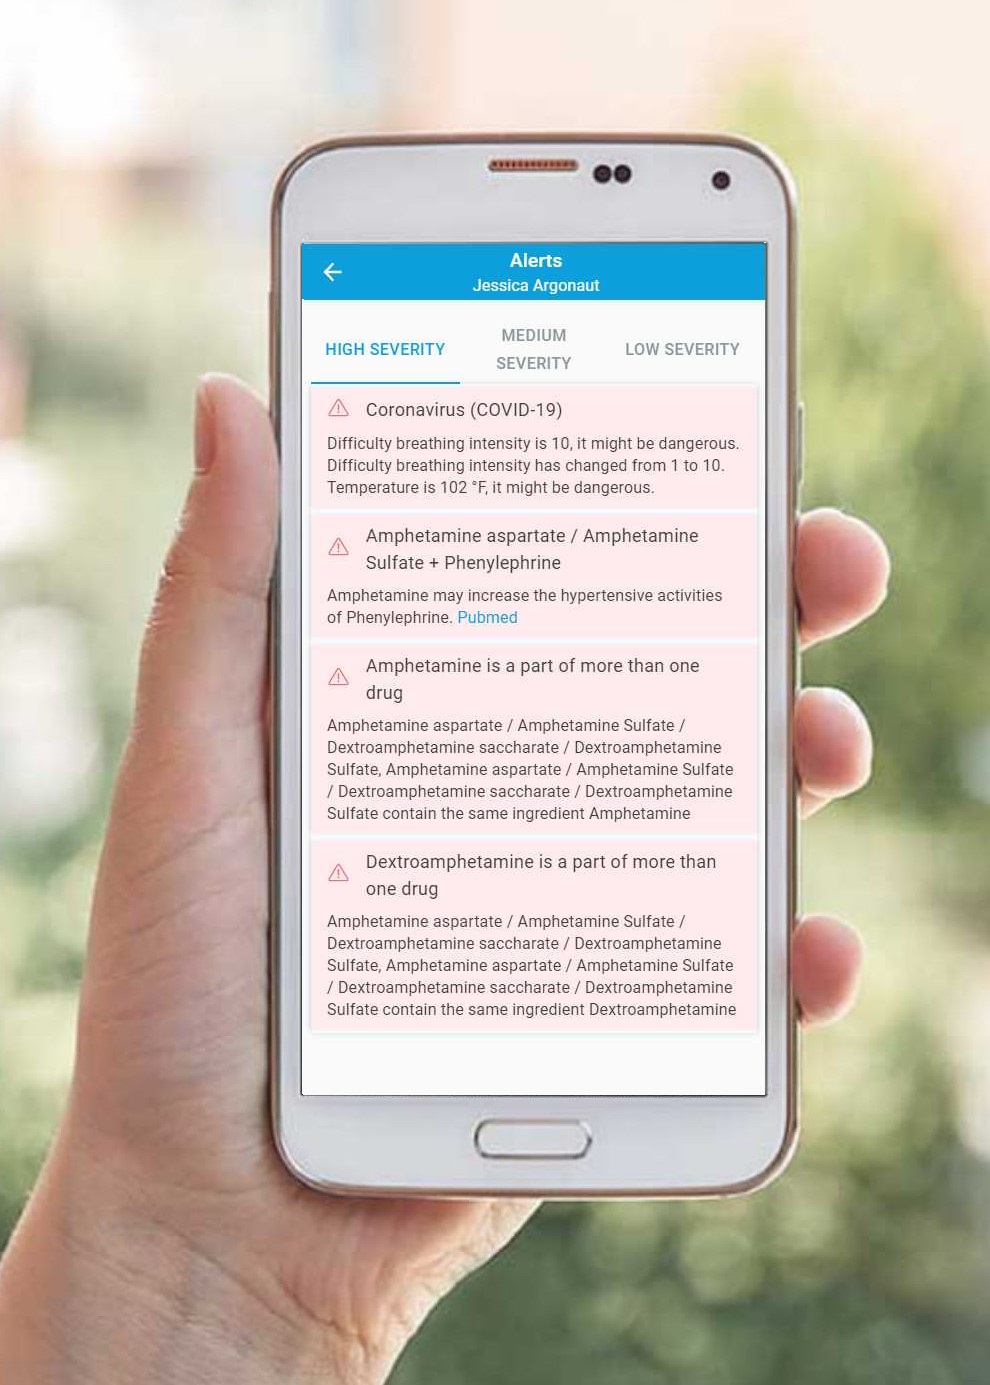 Alerts
Jessica Argonaut
HIGH SEVERITY
MEDIUM
SEVERITY
LOW SEVERITY
Coronavirus (COVID-19)
Difficulty breathing intensity is 10, it might be dangerous.
Difficulty breathing intensity has changed from 1 to 10.
Temperature is 102 °F, it might be dangerous.
Amphetamine aspartate / Amphetamine
Sulfate + Phenylephrine
Amphetamine may increase the hypertensive activities
of Phenylephrine. Pubmed
Amphetamine is a part of more than one
drug
Amphetamine aspartate / Amphetamine Sulfate /
Dextroamphetamine saccharate / Dextroamphetamine
Sulfate, Amphetamine aspartate / Amphetamine Sulfate
/ Dextroamphetamine saccharate / Dextroamphetamine
Sulfate contain the same ingredient Amphetamine
Dextroamphetamine is a part of more than
one drug
Amphetamine aspartate / Amphetamine Sulfate /
Dextroamphetamine saccharate / Dextroamphetamine
Sulfate, Amphetamine aspartate / Amphetamine Sulfate
/ Dextroamphetamine saccharate / Dextroamphetamine
Sulfate contain the same ingredient Dextroamphetamine